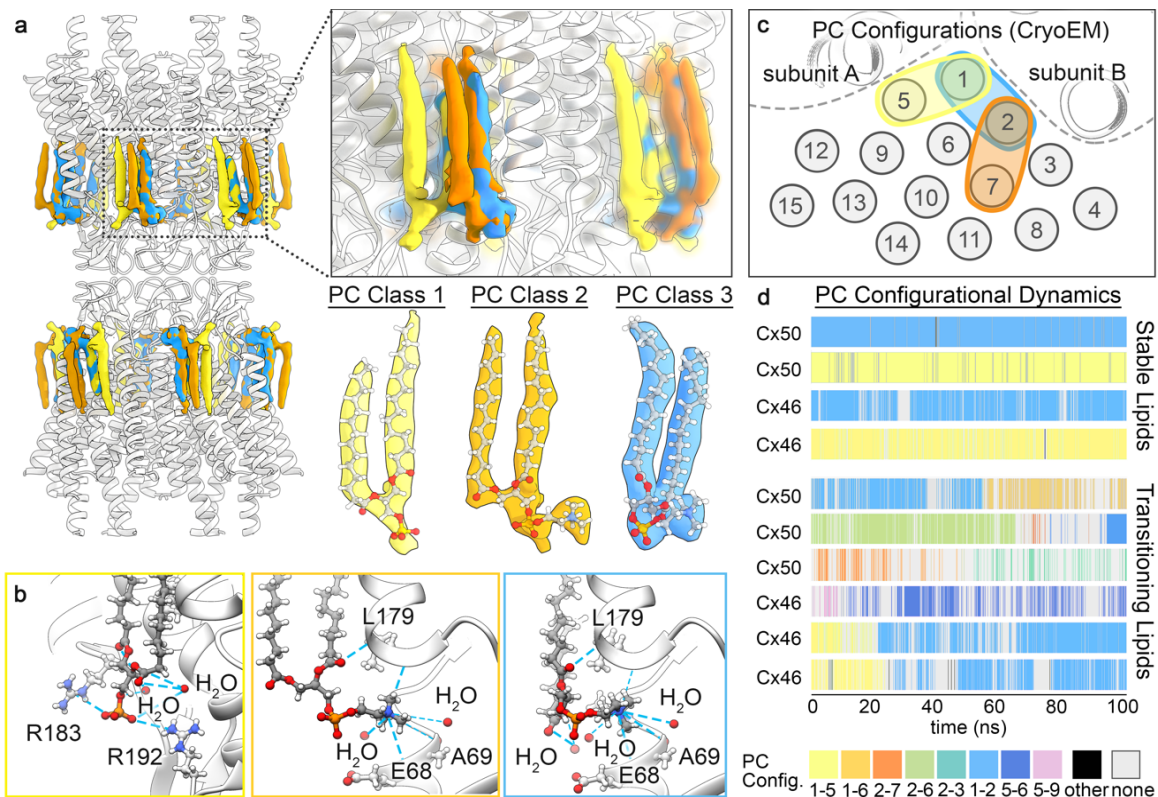 a
PC Class 1
PC Class 2
PC Class 3
b
R183
R192
H2O
H2O
L179
H2O
H2O
E68
A69
L179
H2O
H2O
H2O
E68
A69
c
PC Configurations (CryoEM)
subunit A
subunit B
1
5
2
6
3
12
9
7
10
15
13
4
8
11
14
d
PC Configurational Dynamics
Cx50
Cx50
Cx46
Cx46
Stable Lipids
Cx50
Cx50
Cx50
Cx46
Cx46
Cx46
Transitioning Lipids
0 20 40 60 80 100
time (ns)
PC
Config.
1-5 1-6 2-7 2-6 2-3 1-2 5-6 5-9 other none